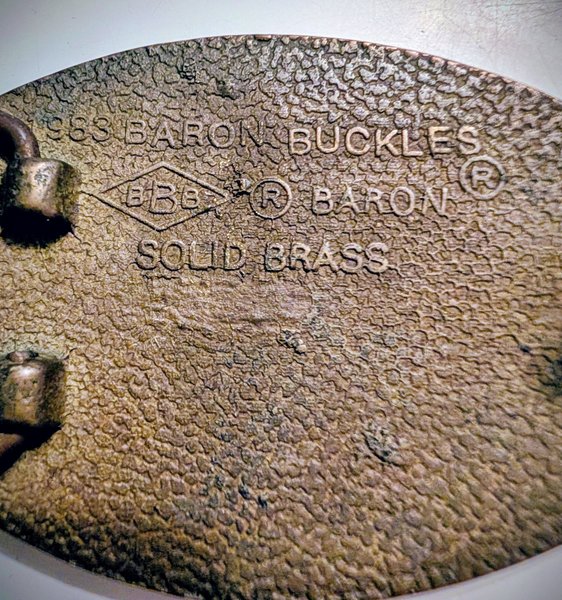 983 BARON BUCKLES
BBB ® BARON ®
SOLID BRASS